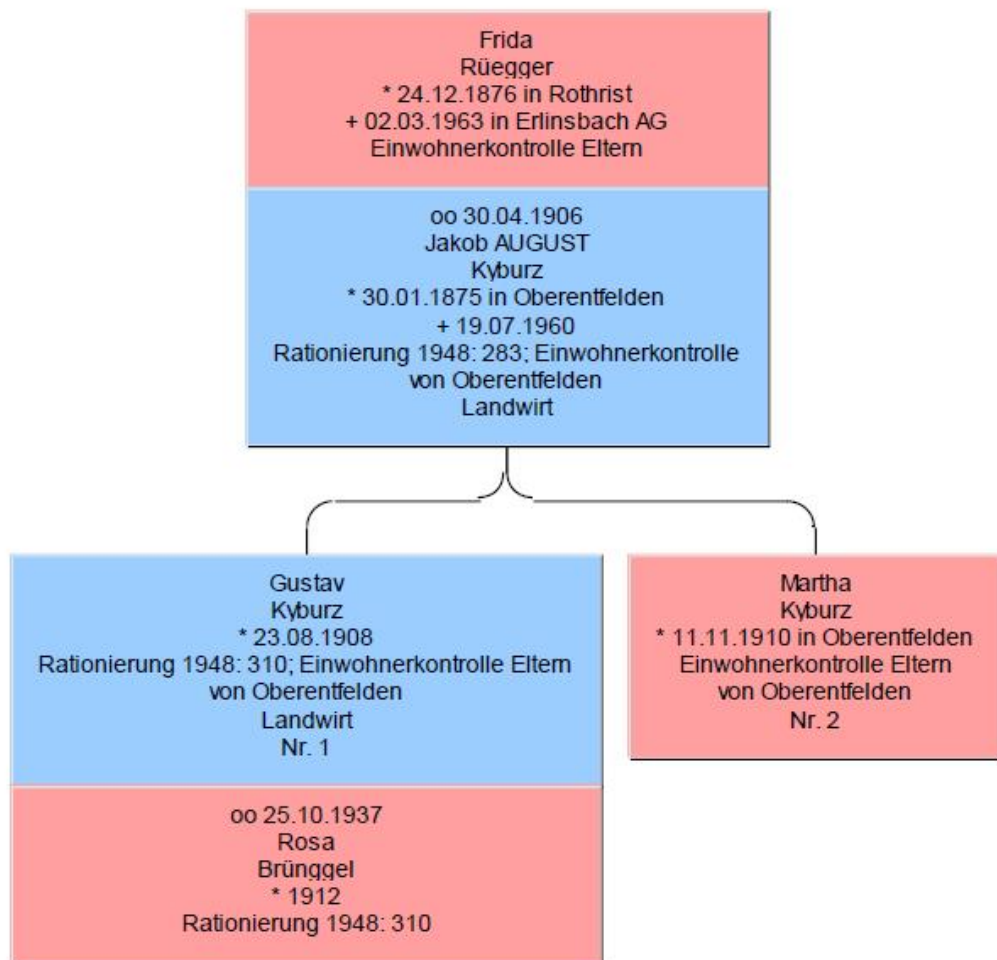 Frida
Rüegger
* 24.12.1876 in Rothrist
+ 02.03.1963 in Erlinsbach AG
Einwohnerkontrolle Eltern
oo 30.04.1906
Jakob AUGUST
Kyburz
* 30.01.1875 in Oberentfelden
+ 19.07.1960
Rationierung 1948: 283; Einwohnerkontrolle
von Oberentfelden
Landwirt
Gustav
Kyburz
* 23.08.1908
Rationierung 1948: 310; Einwohnerkontrolle Eltern
von Oberentfelden
Landwirt
Nr. 1
oo 25.10.1937
Rosa
Brünggel
* 1912
Rationierung 1948: 310
Martha
Kyburz
* 11.11.1910 in Oberentfelden
Einwohnerkontrolle Eltern
von Oberentfelden
Nr. 2